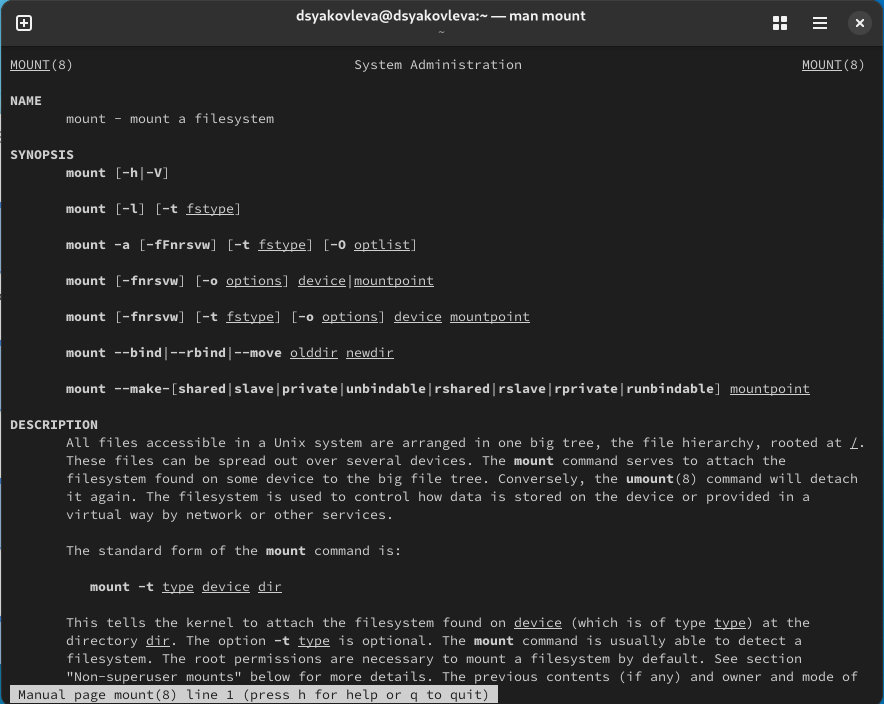 dsyakovleva@dsyakovleva:~ — man mount
~
MOUNT(8) System Administration MOUNT(8)
NAME
mount - mount a filesystem
SYNOPSIS
mount [-h|-V]
mount [-l] [-t fstype]
mount -a [-fFnrsvw] [-t fstype] [-O optlist]
mount [-fnrsvw] [-o options] device|mountpoint
mount [-fnrsvw] [-t fstype] [-o options] device mountpoint
mount --bind|--rbind|--move olddir newdir
mount --make-[shared|slave|private|unbindable|rshared|rslave|rprivate|runbindable] mountpoint
DESCRIPTION
All files accessible in a Unix system are arranged in one big tree, the file hierarchy, rooted at /.
These files can be spread out over several devices. The mount command serves to attach the
filesystem found on some device to the big file tree. Conversely, the umount(8) command will detach
it again. The filesystem is used to control how data is stored on the device or provided in a
virtual way by network or other services.
The standard form of the mount command is:
mount -t type device dir
This tells the kernel to attach the filesystem found on device (which is of type type) at the
directory dir. The option -t type is optional. The mount command is usually able to detect a
filesystem. The root permissions are necessary to mount a filesystem by default. See section
"Non-superuser mounts" below for more details. The previous contents (if any) and owner and mode of
Manual page mount(8) line 1 (press h for help or q to quit)